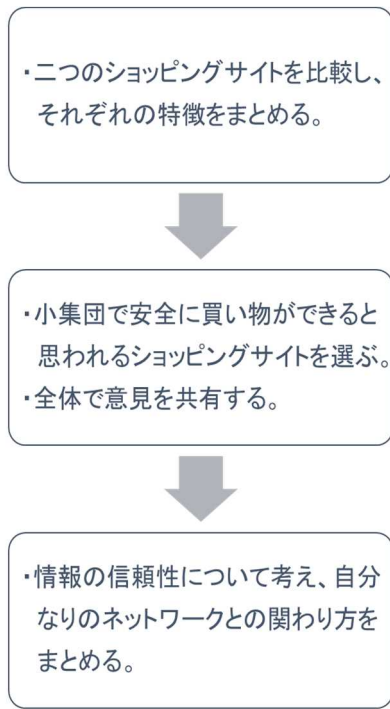 ・二つのショッピングサイトを比較し、
それぞれの特徴をまとめる。
・小集団で安全に買い物ができると
思われるショッピングサイトを選ぶ。
・全体で意見を共有する。
・情報の信頼性について考え、自分
なりのネットワークとの関わり方を
まとめる。